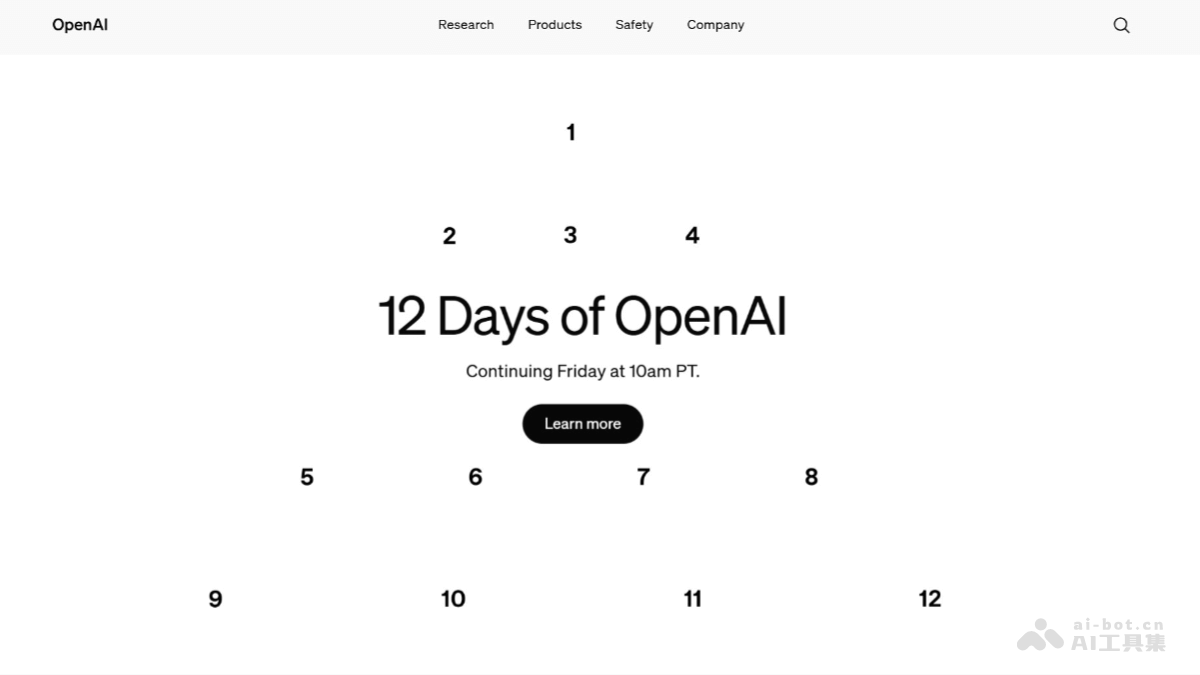 OpenAI Research Products Safety Company
1
2 3 4
12 Days of OpenAI
Continuing Friday at 10am PT.
Learn more
5 6 7 8
9 10 11 12
ai-bot.cn
AI工具集